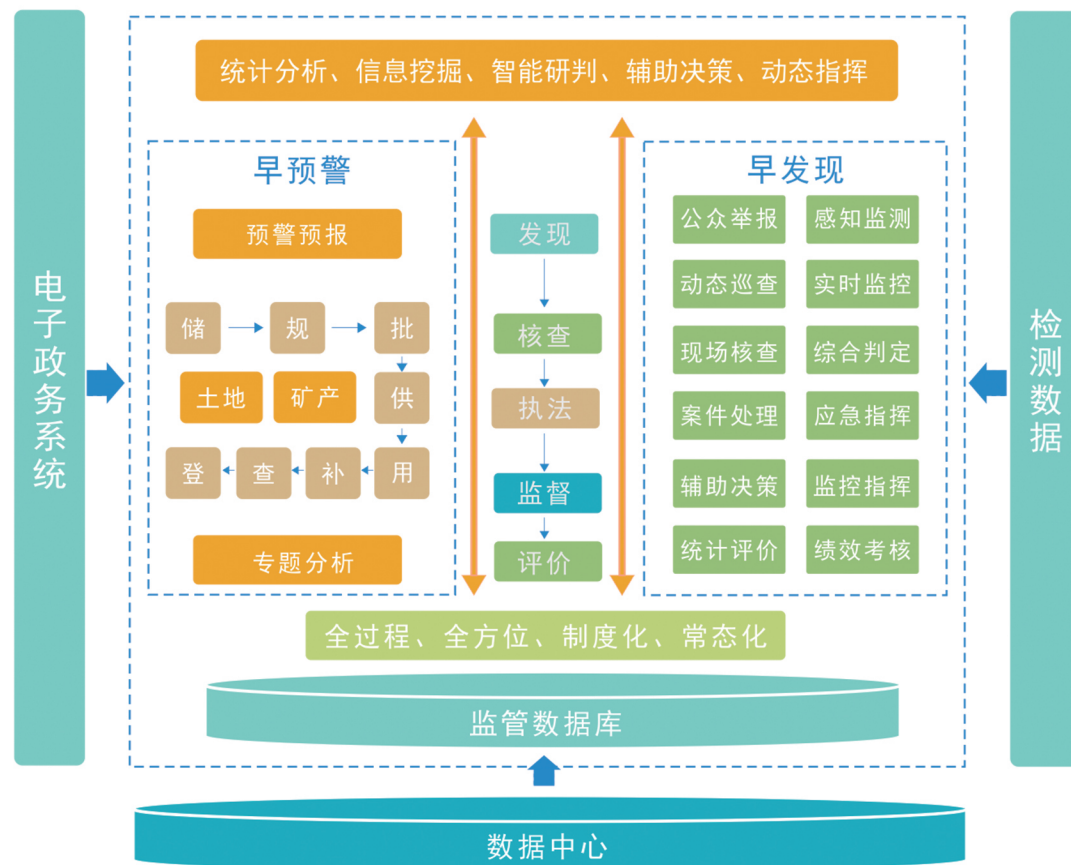 电子政务系统
统计分析、信息挖掘、智能研判、辅助决策、动态指挥
早预警
预警预报
储
规
批
土地
矿产
供
登
查
补
用
专题分析
发现
核查
执法
监督
评价
早发现
公众举报
感知监测
动态巡查
实时监控
现场核查
综合判定
案件处理
应急指挥
辅助决策
监控指挥
统计评价
绩效考核
检测数据
全过程、全方位、制度化、常态化
监管数据库
数据中心